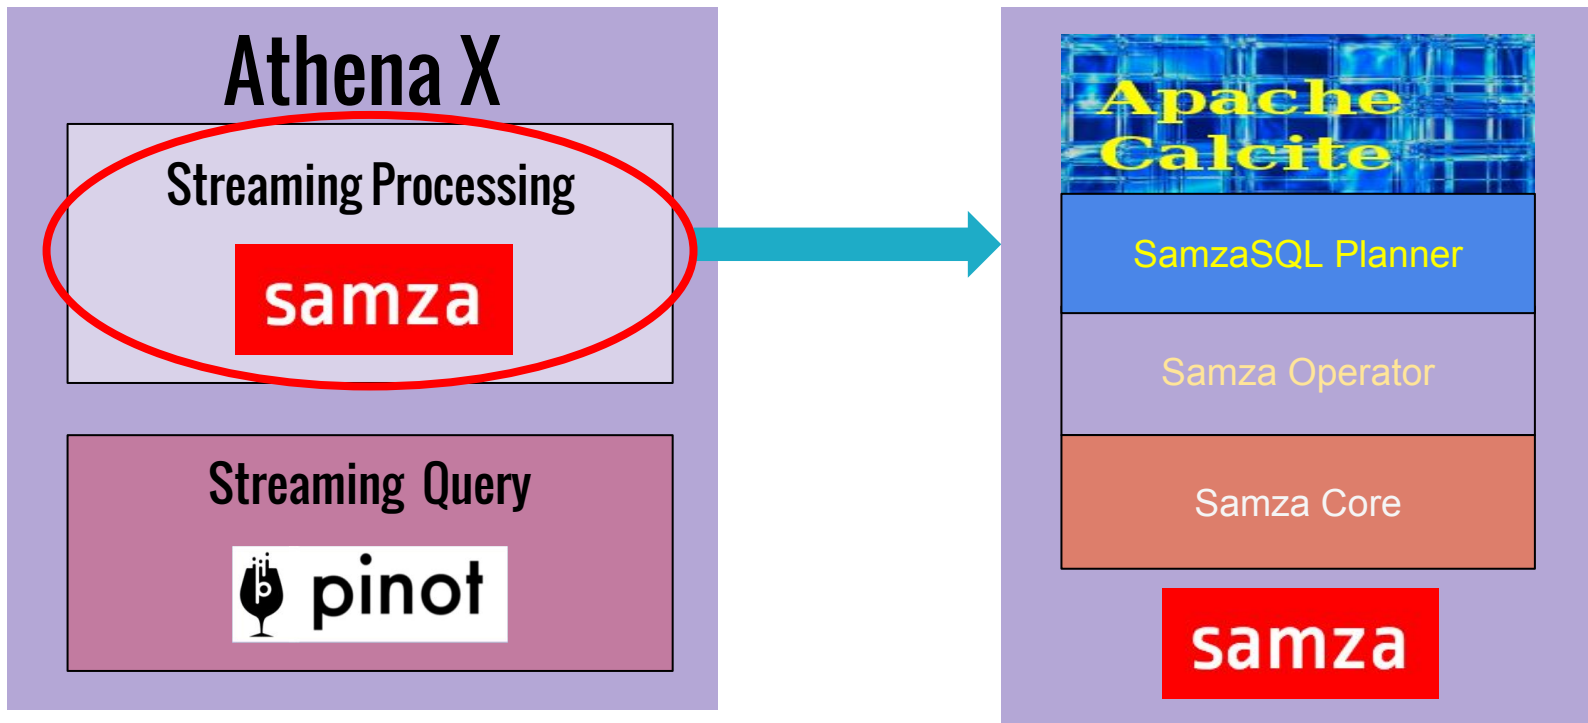 Athena X
Streaming Processing
samza
Streaming Query
pinot
Apache
Calcite
SamzaSQL Planner
Samza Operator
Samza Core
samza